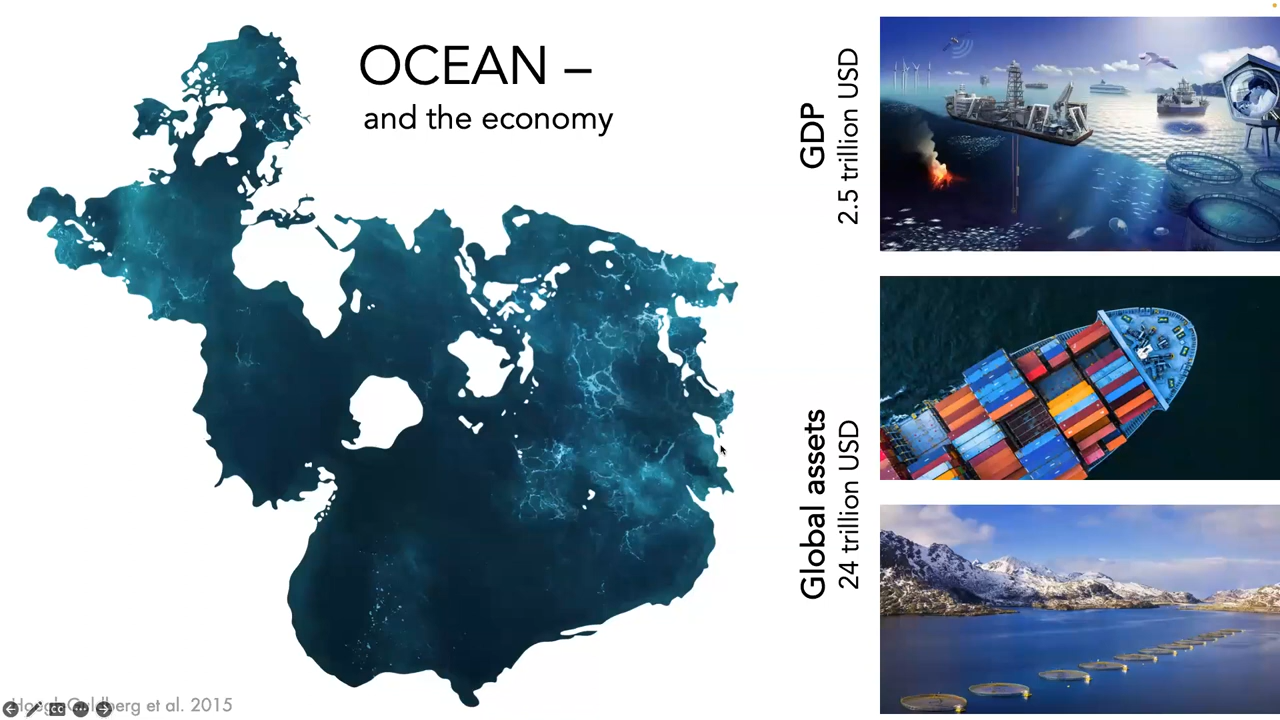 OCEAN –
and the economy
GDP
2.5 trillion USD
Global assets
24 trillion USD
et al. 2015